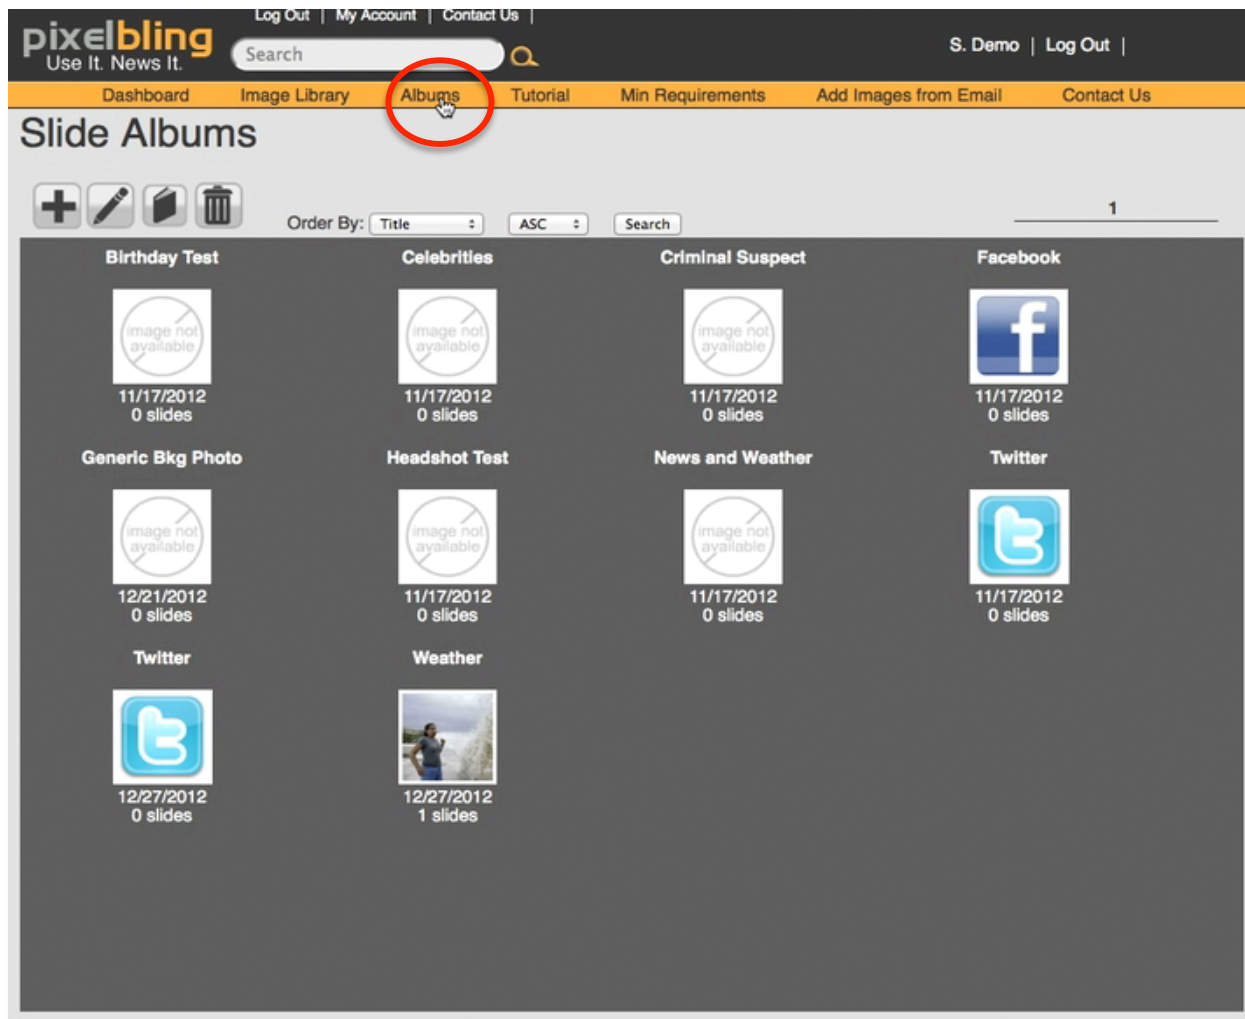 Log Out | My Account | Contact Us |
pixelbling
Use It. News It.
Search
S. Demo | Log Out |
Dashboard Image Library Albums Tutorial Min Requirements Add Images from Email Contact Us
Slide Albums
Order By: Title ASC Search
1
Birthday Test Celebrities Criminal Suspect Facebook
image not available image not available image not available f
11/17/2012 11/17/2012 11/17/2012 11/17/2012
0 slides 0 slides 0 slides 0 slides
Generic Bkg Photo Headshot Test News and Weather Twitter
image not available image not available image not available t
12/21/2012 11/17/2012 11/17/2012 11/17/2012
0 slides 0 slides 0 slides 0 slides
Twitter Weather
t
12/27/2012 12/27/2012
0 slides 1 slides